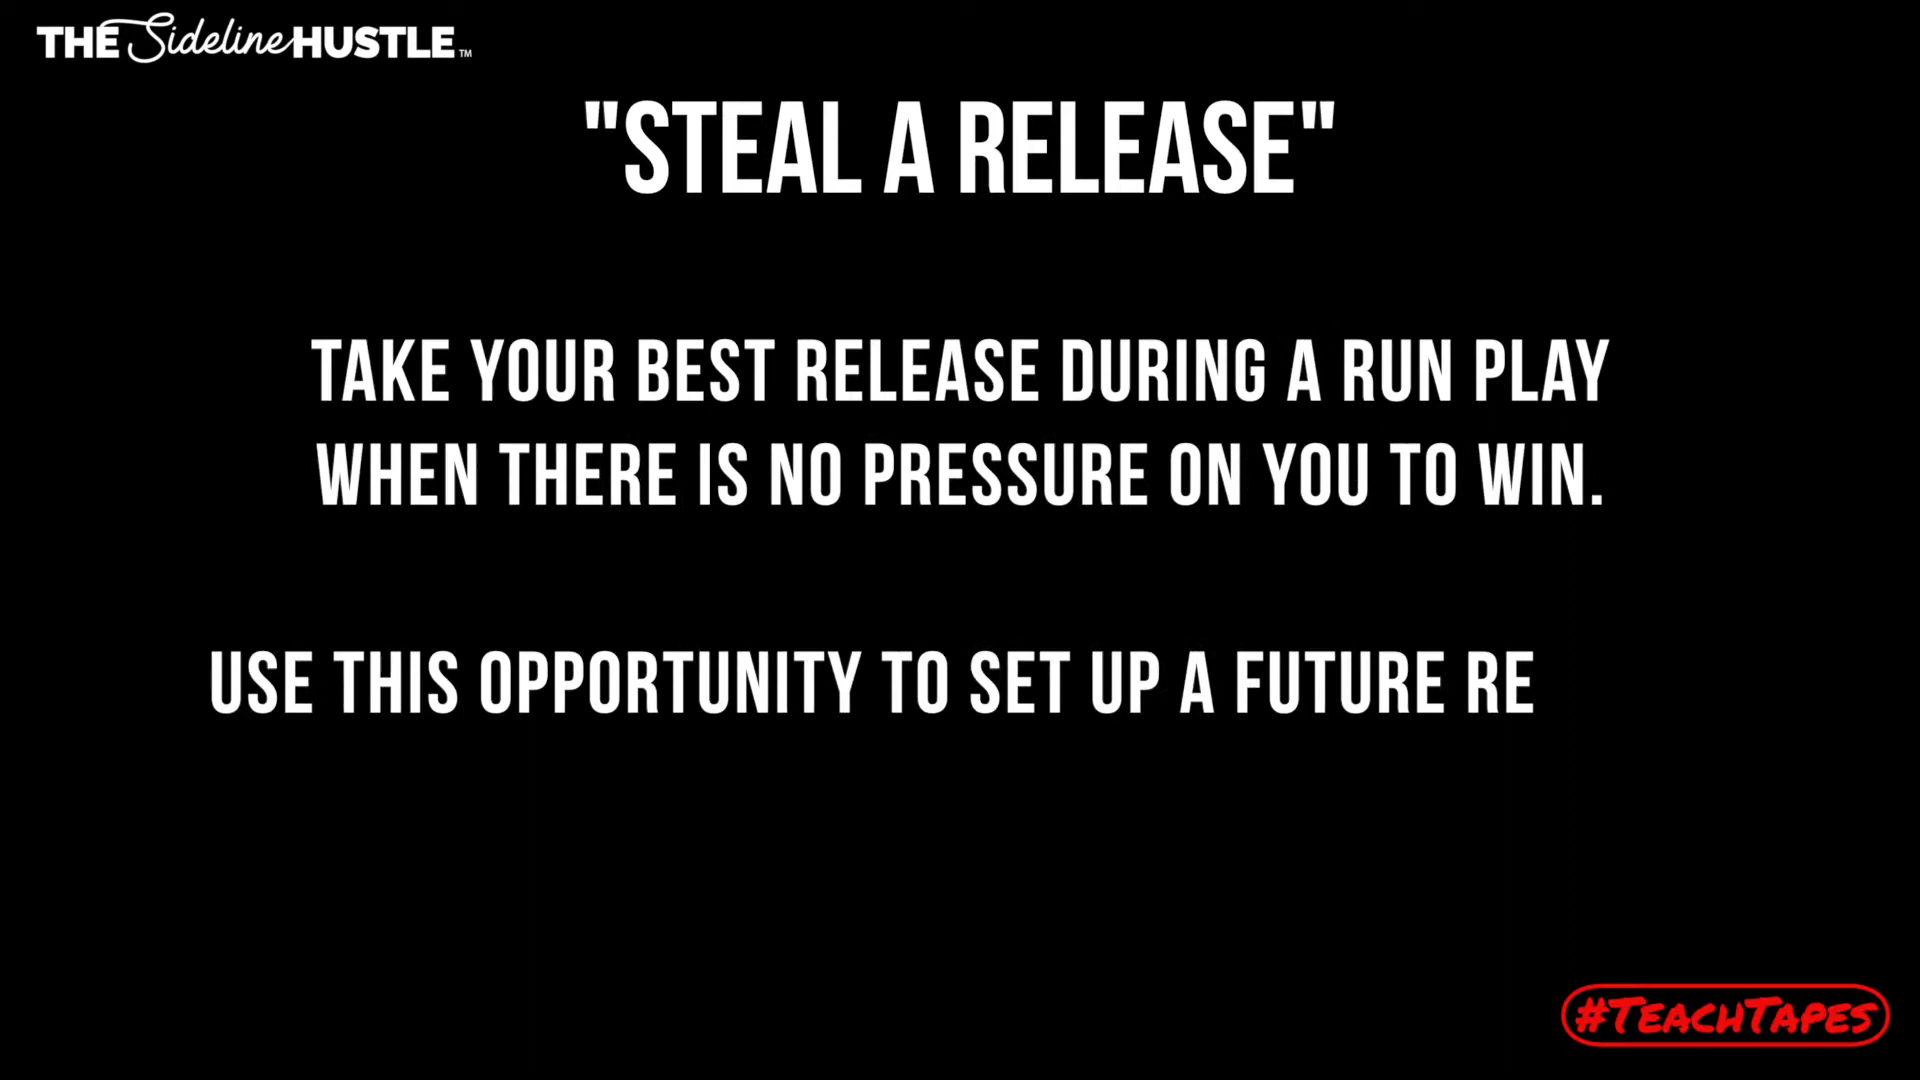 THE Sideline HUSTLE™
"STEAL A RELEASE"
TAKE YOUR BEST RELEASE DURING A RUN PLAY
WHEN THERE IS NO PRESSURE ON YOU TO WIN.
USE THIS OPPORTUNITY TO SET UP A FUTURE RE
#TEACHTAPES